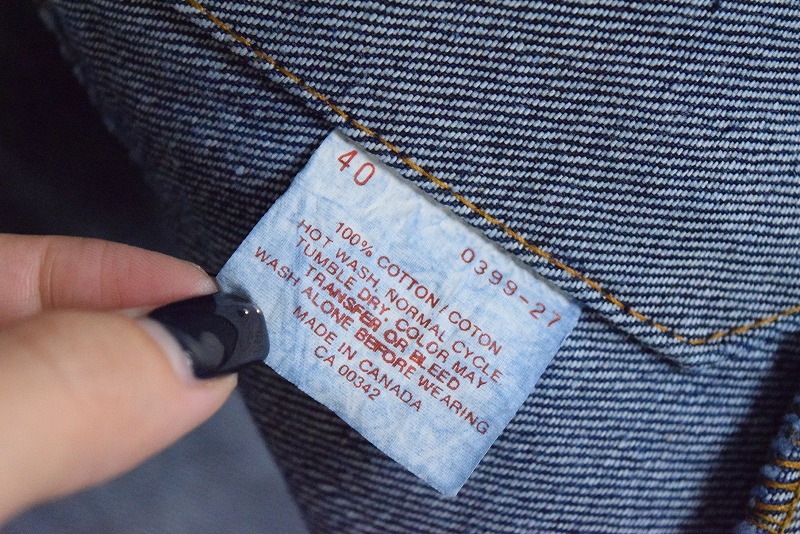 40
0399-27
100% COTTON / COTON
HOT WASH, NORMAL CYCLE
TUMBLE DRY. COLOR MAY
TRANSFER OR BLEED
WASH ALONE BEFORE WEARING
MADE IN CANADA
CA 00342